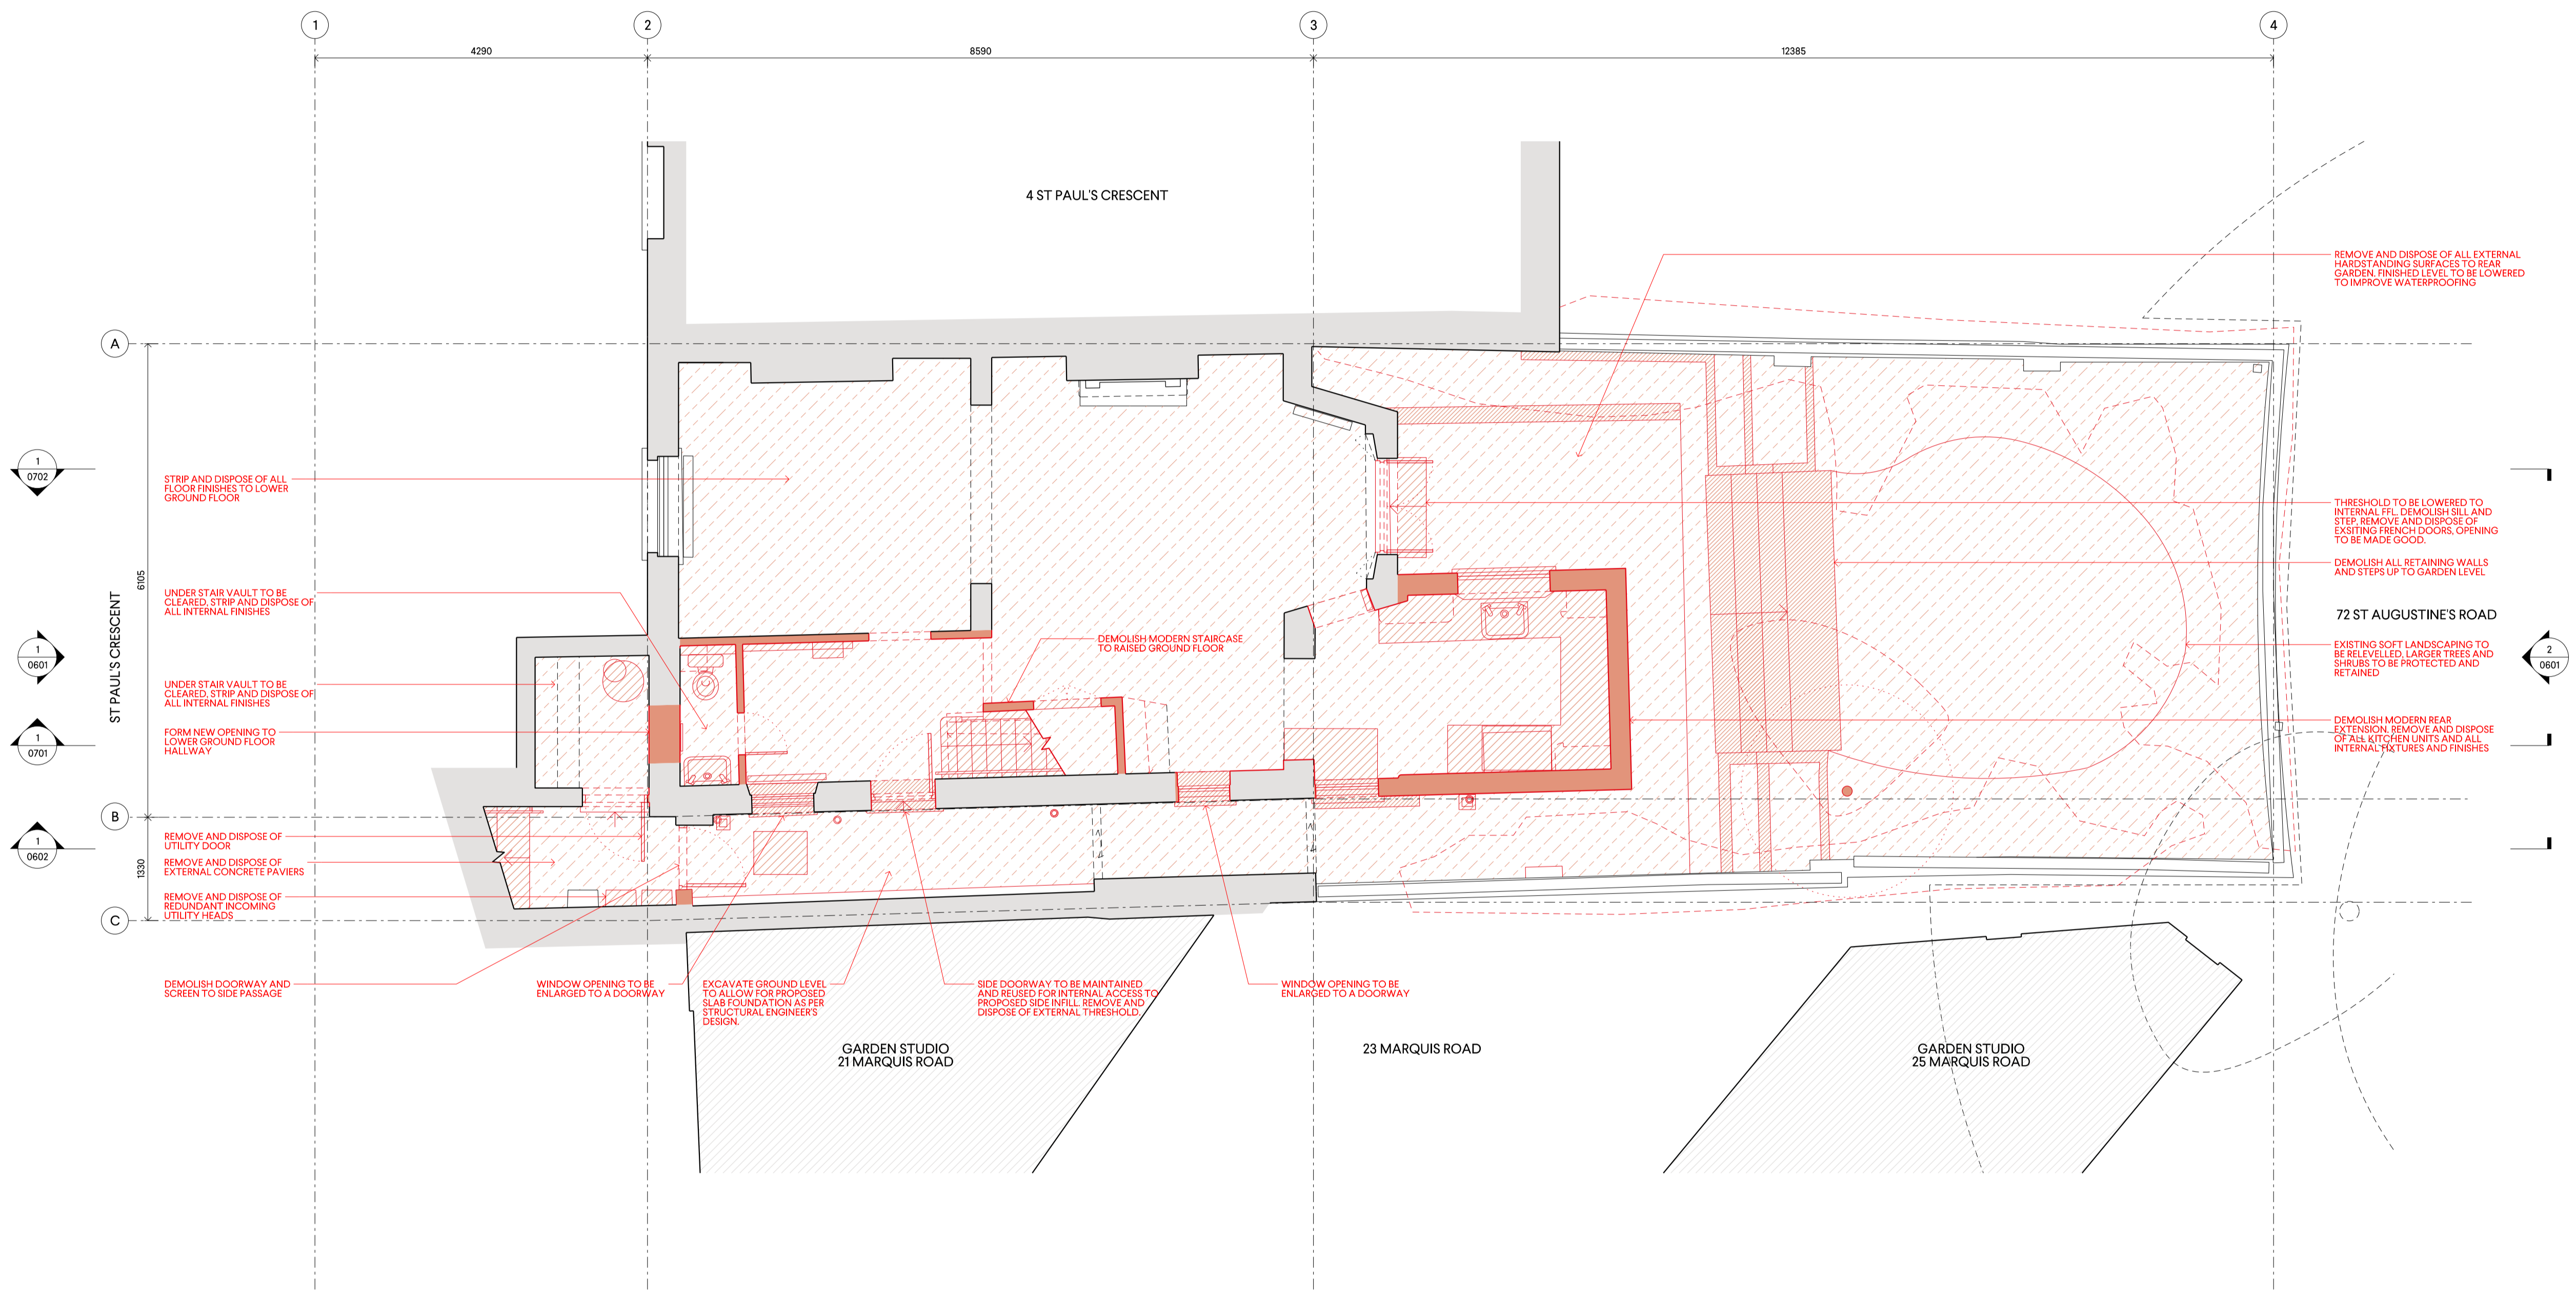 1
2
3
4
4290
8590
12385
4 ST PAUL'S CRESCENT
REMOVE AND DISPOSE OF ALL EXTERNAL
HARDSTANDING SURFACES TO REAR
GARDEN. FINISHED LEVEL TO BE LOWERED
TO IMPROVE WATERPROOFING
A
1
0702
STRIP AND DISPOSE OF ALL
FLOOR FINISHES TO LOWER
GROUND FLOOR
THRESHOLD TO BE LOWERED TO
INTERNAL FFL. DEMOLISH SILL AND
STEP, REMOVE AND DISPOSE OF
EXSITING FRENCH DOORS, OPENING
TO BE MADE GOOD.
DEMOLISH ALL RETAINING WALLS
AND STEPS UP TO GARDEN LEVEL
6105
ST PAUL'S CRESCENT
UNDER STAIR VAULT TO BE
CLEARED, STRIP AND DISPOSE OF
ALL INTERNAL FINISHES
72 ST AUGUSTINE'S ROAD
DEMOLISH MODERN STAIRCASE
TO RAISED GROUND FLOOR
1
0601
2
0601
EXISTING SOFT LANDSCAPING TO
BE RELEVELLED, LARGER TREES AND
SHRUBS TO BE PROTECTED AND
RETAINED
UNDER STAIR VAULT TO BE
CLEARED, STRIP AND DISPOSE OF
ALL INTERNAL FINISHES
FORM NEW OPENING TO
LOWER GROUND FLOOR
HALLWAY
1
0701
DEMOLISH MODERN REAR
EXTENSION. REMOVE AND DISPOSE
OF ALL KITCHEN UNITS AND ALL
INTERNAL FIXTURES AND FINISHES
B
1
0602
REMOVE AND DISPOSE OF
UTILITY DOOR
REMOVE AND DISPOSE OF
EXTERNAL CONCRETE PAVIERS
1330
REMOVE AND DISPOSE OF
REDUNDANT INCOMING
UTILITY HEADS
C
DEMOLISH DOORWAY AND
SCREEN TO SIDE PASSAGE
WINDOW OPENING TO BE
ENLARGED TO A DOORWAY
EXCAVATE GROUND LEVEL
TO ALLOW FOR PROPOSED
SLAB FOUNDATION AS PER
STRUCTURAL ENGINEER'S
DESIGN.
SIDE DOORWAY TO BE MAINTAINED
AND REUSED FOR INTERNAL ACCESS TO
PROPOSED SIDE INFILL. REMOVE AND
DISPOSE OF EXTERNAL THRESHOLD.
WINDOW OPENING TO BE
ENLARGED TO A DOORWAY
GARDEN STUDIO
21 MARQUIS ROAD
23 MARQUIS ROAD
GARDEN STUDIO
25 MARQUIS ROAD